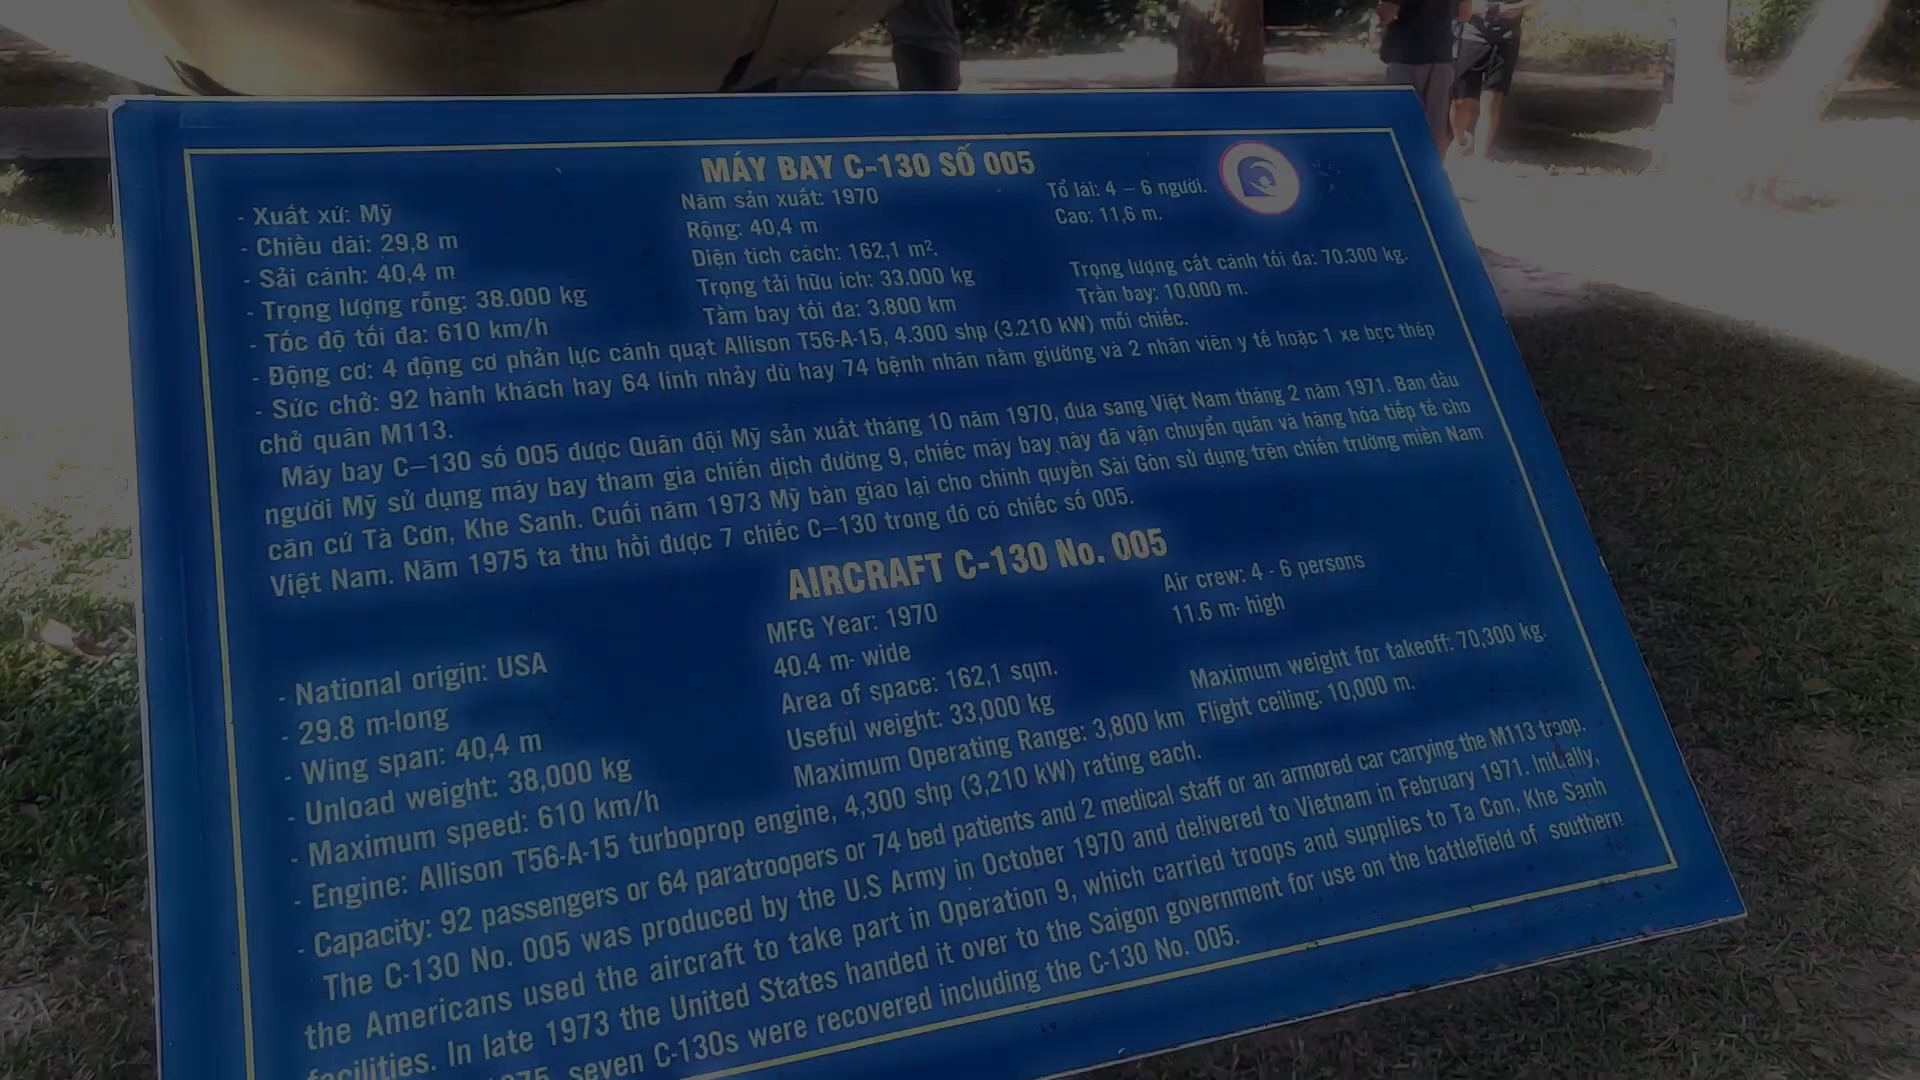 MÁY BAY C-130 SỐ 005
- Xuất xứ: Mỹ Năm sản xuất: 1970 Tổ lái: 4 – 6 người.
- Chiều dài: 29,8 m Rộng: 40,4 m Cao: 11,6 m.
- Sải cánh: 40,4 m Diện tích cách: 162,1 m².
- Trọng lượng rỗng: 38.000 kg Trọng tải hữu ích: 33.000 kg Trọng lượng cất cánh tối đa: 70.300 kg.
- Tốc độ tối đa: 610 km/h Tầm bay tối đa: 3.800 km Trần bay: 10.000 m.
- Động cơ: 4 động cơ phản lực cánh quạt Allison T56-A-15, 4.300 shp (3.210 kW) mỗi chiếc.
- Sức chở: 92 hành khách hay 64 lính nhảy dù hay 74 bệnh nhân nằm giường và 2 nhân viên y tế hoặc 1 xe bọc thép
chở quân M113.
Máy bay C–130 số 005 được Quân đội Mỹ sản xuất tháng 10 năm 1970, đưa sang Việt Nam tháng 2 năm 1971. Ban đầu
người Mỹ sử dụng máy bay tham gia chiến dịch đường 9, chiếc máy bay này đã vận chuyển quân và hàng hóa tiếp tế cho
căn cứ Tà Cơn, Khe Sanh. Cuối năm 1973 Mỹ bàn giao lại cho chính quyền Sài Gòn sử dụng trên chiến trường miền Nam
Việt Nam. Năm 1975 ta thu hồi được 7 chiếc C–130 trong đó có chiếc số 005.
AIRCRAFT C-130 No. 005
- National origin: USA MFG Year: 1970 Air crew: 4 - 6 persons
- 29.8 m-long 40.4 m- wide 11.6 m- high
- Wing span: 40,4 m Area of space: 162,1 sqm.
- Unload weight: 38,000 kg Useful weight: 33,000 kg Maximum weight for takeoff: 70,300 kg.
- Maximum speed: 610 km/h Maximum Operating Range: 3,800 km Flight ceiling: 10,000 m.
- Engine: Allison T56-A-15 turboprop engine, 4,300 shp (3,210 kW) rating each.
- Capacity: 92 passengers or 64 paratroopers or 74 bed patients and 2 medical staff or an armored car carrying the M113 troop.
The C-130 No. 005 was produced by the U.S Army in October 1970 and delivered to Vietnam in February 1971. Initially,
the Americans used the aircraft to take part in Operation 9, which carried troops and supplies to Ta Con, Khe Sanh
facilities. In late 1973 the United States handed it over to the Saigon government for use on the battlefield of southern
seven C-130s were recovered including the C-130 No. 005.